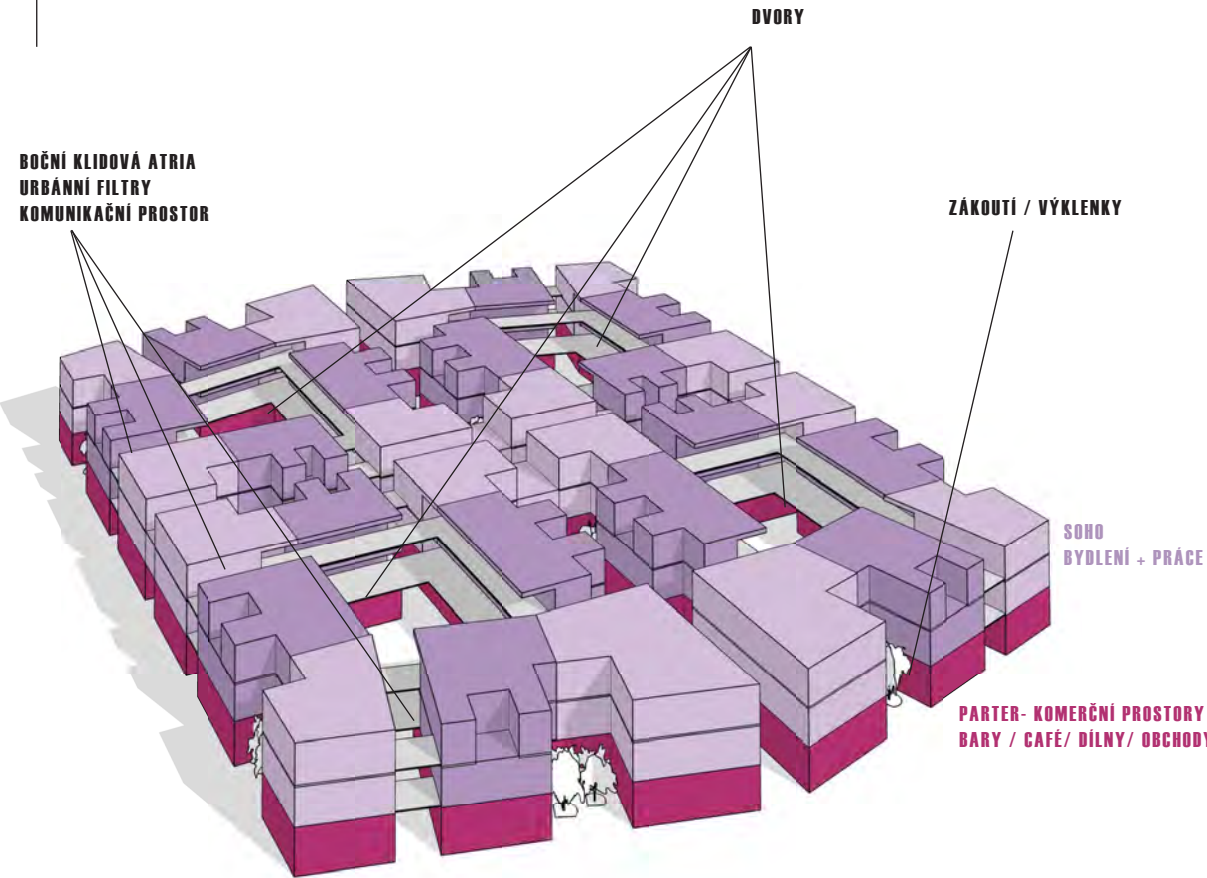 DVORY
BOČNÍ KLIDOVÁ ATRIA
URBÁNNÍ FILTRY
KOMUNIKAČNÍ PROSTOR
ZÁKOUTÍ / VÝKLENKY
SOHO
BYDLENÍ + PRÁCE
PARTER- KOMERČNÍ PROSTORY
BARY / CAFÉ/ DÍLNY/ OBCHODY